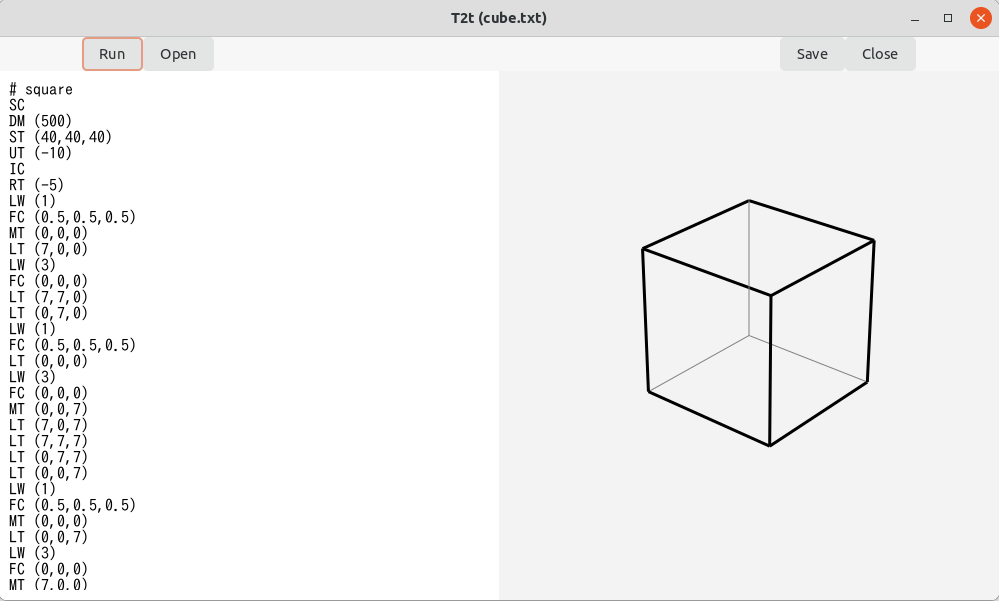 T2t (cube.txt)
Run Open Save Close
# square
SC
DM (500)
ST (40,40,40)
UT (-10)
IC
RT (-5)
LW (1)
FC (0.5,0.5,0.5)
MT (0,0,0)
LT (7,0,0)
LW (3)
FC (0,0,0)
LT (7,7,0)
LT (0,7,0)
LW (1)
FC (0.5,0.5,0.5)
LT (0,0,0)
LW (3)
FC (0,0,0)
MT (0,0,7)
LT (7,0,7)
LT (7,7,7)
LT (0,7,7)
LT (0,0,7)
LW (1)
FC (0.5,0.5,0.5)
MT (0,0,0)
LT (0,0,7)
LW (3)
FC (0,0,0)
MT (7,0,0)